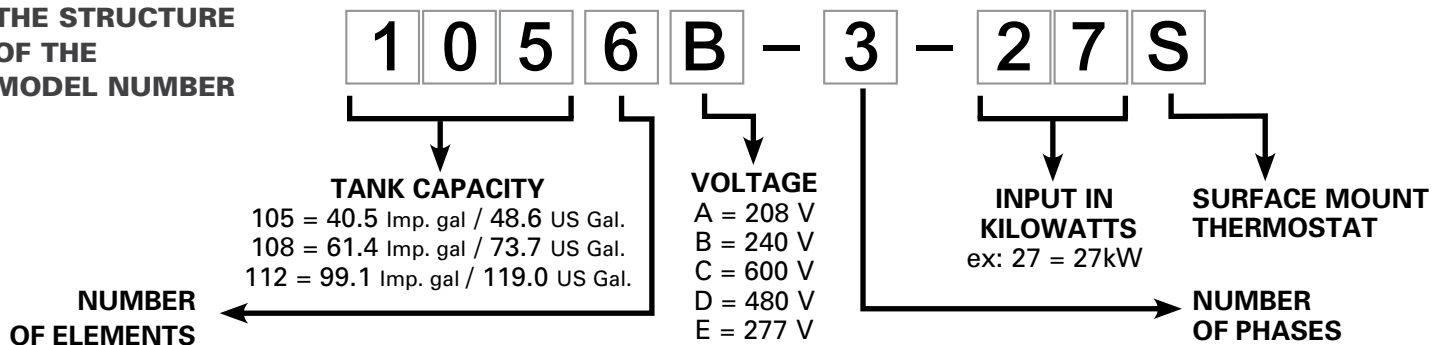 THE STRUCTURE
OF THE
MODEL NUMBER
1 0 5 6 B – 3 – 2 7 S
TANK CAPACITY
105 = 40.5 Imp. gal / 48.6 US Gal.
108 = 61.4 Imp. gal / 73.7 US Gal.
112 = 99.1 Imp. gal / 119.0 US Gal.
NUMBER
OF ELEMENTS
VOLTAGE
A = 208 V
B = 240 V
C = 600 V
D = 480 V
E = 277 V
INPUT IN
KILOWATTS
ex: 27 = 27kW
SURFACE MOUNT
THERMOSTAT
NUMBER
OF PHASES